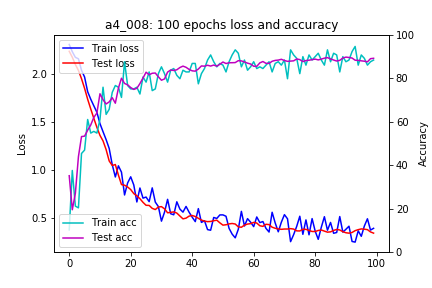 a4_008: 100 epochs loss and accuracy
Train loss
Test loss
Train acc
Test acc
Loss
Accuracy
2.0
1.5
1.0
0.5
100
80
60
40
20
0
0
20
40
60
80
100